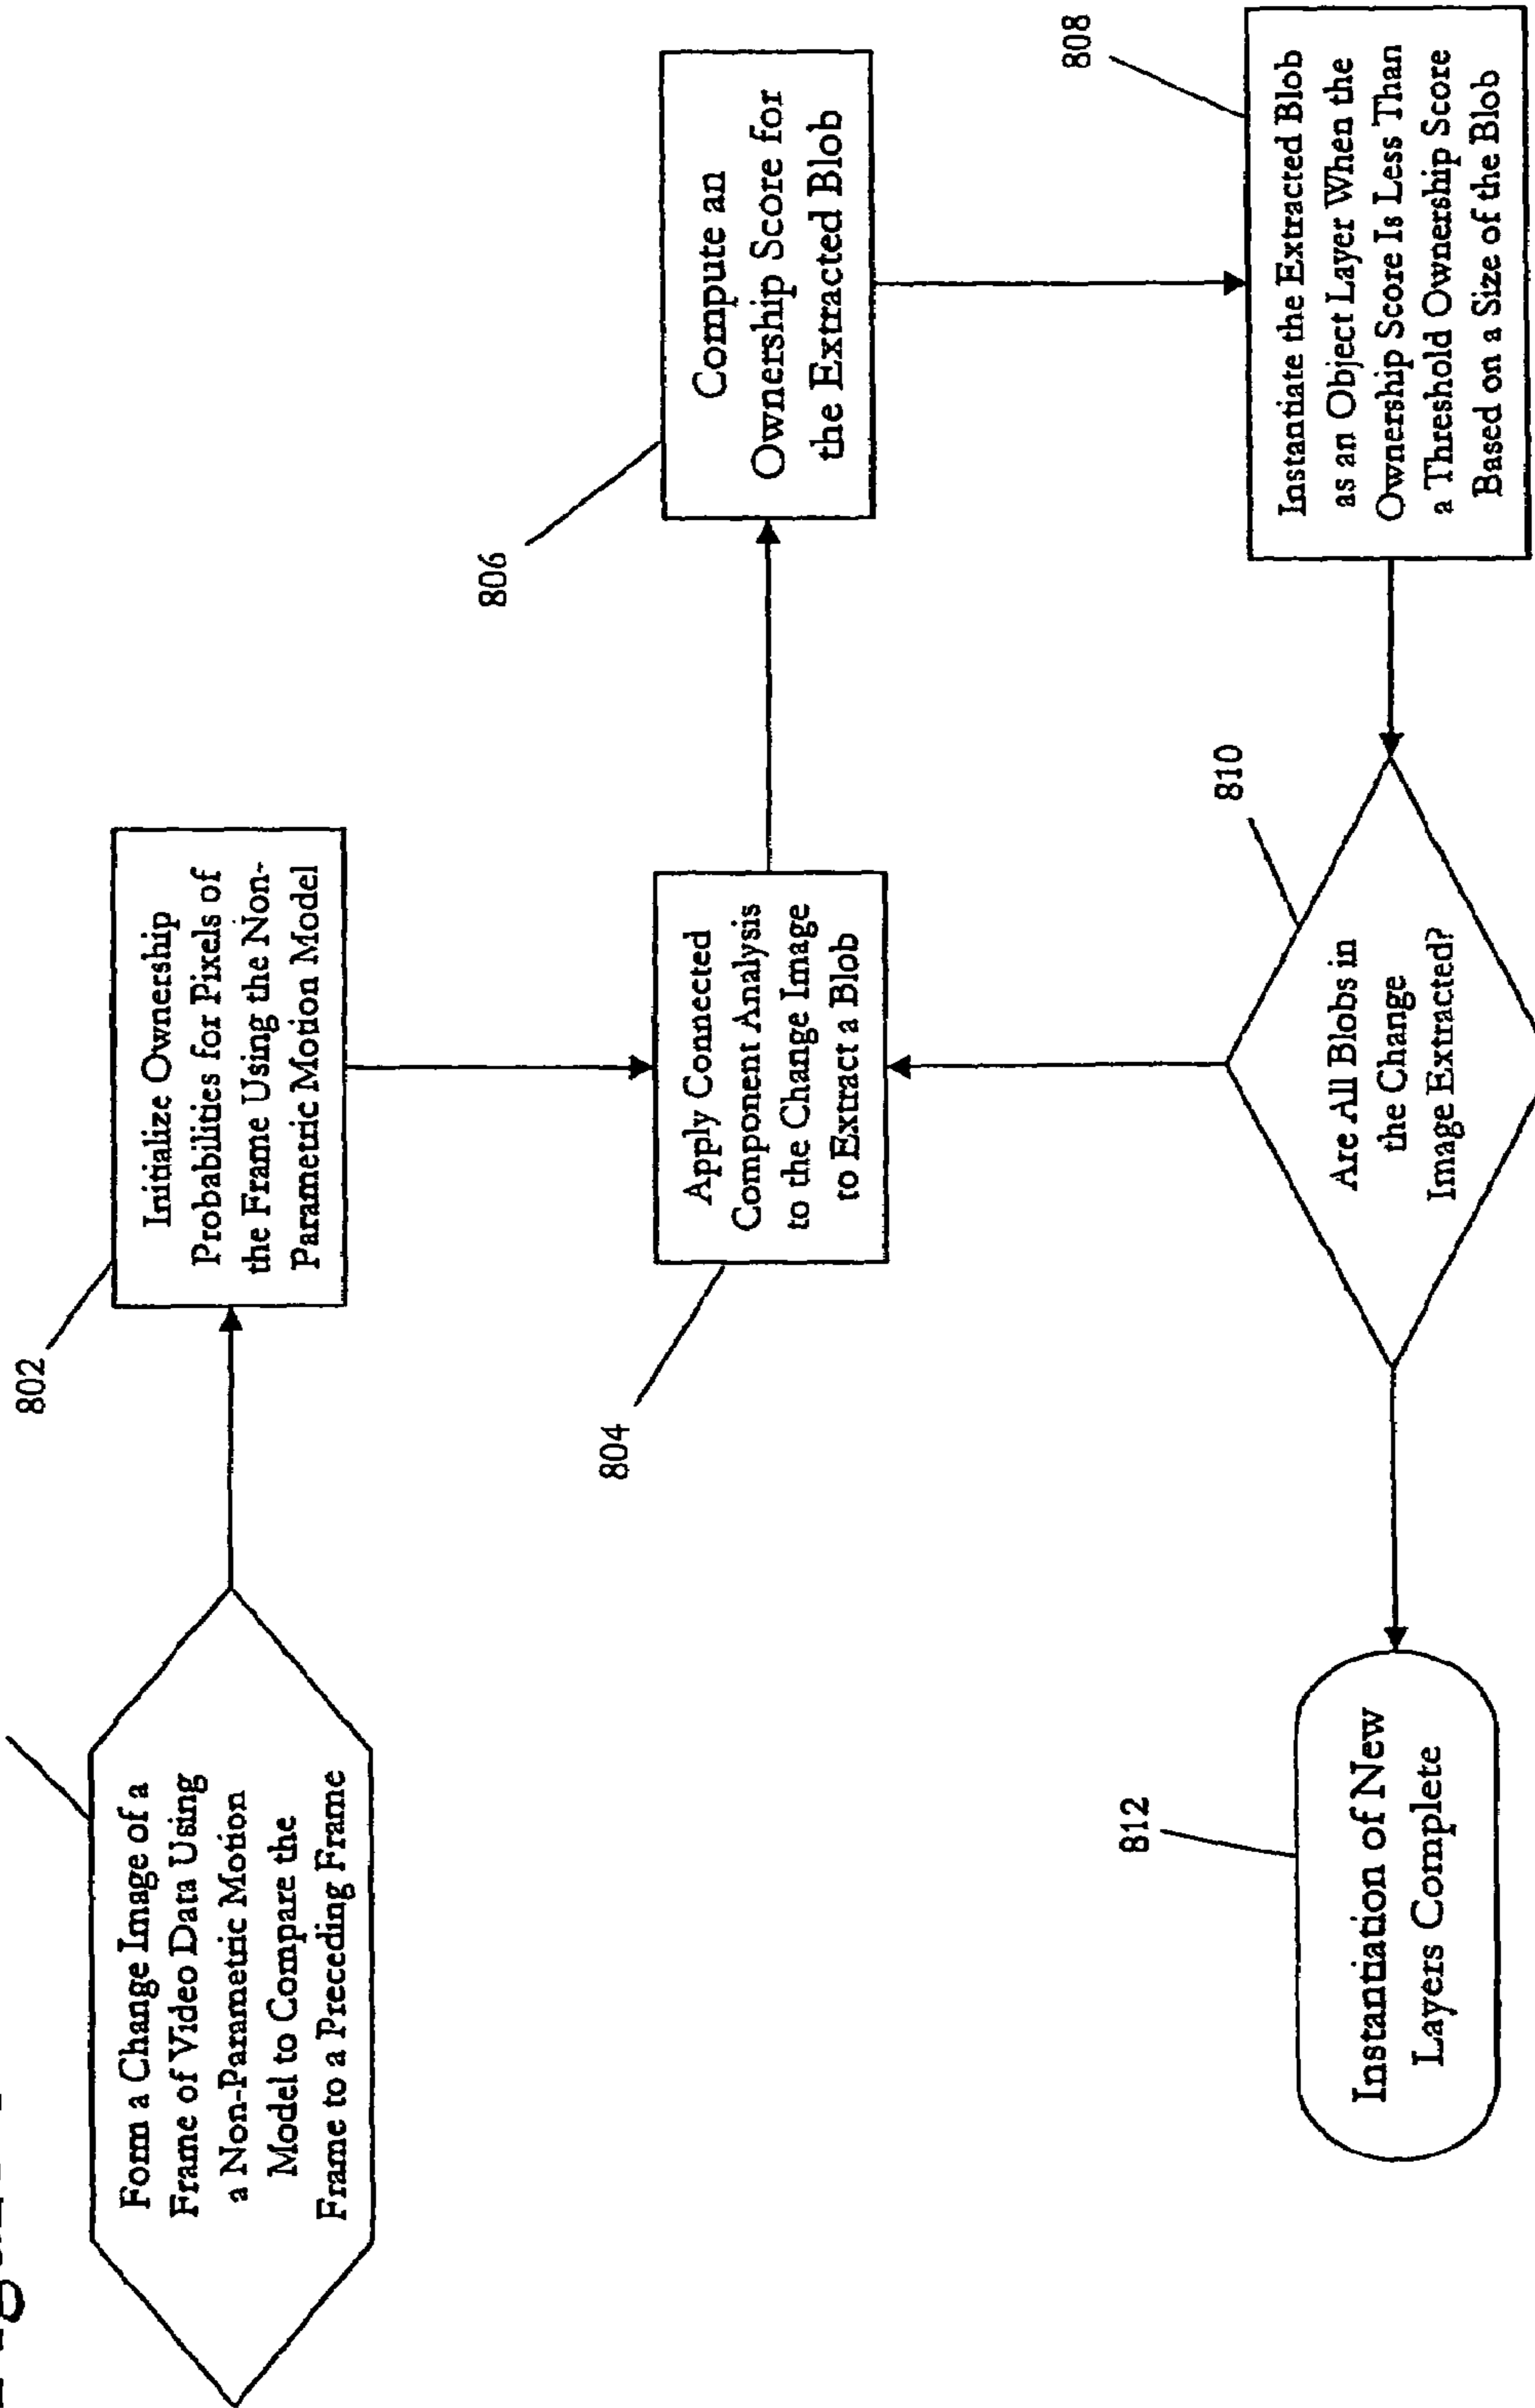 Form a Change Image of a
Frame of Video Data Using
a Non-Parametric Motion
Model to Compare the
Frame to a Preceding Frame
802
Initialize Ownership
Probabilities for Pixels of
the Frame Using the Non-
Parametric Motion Model
804
Apply Connected
Component Analysis
to the Change Image
to Extract a Blob
806
Compute an
Ownership Score for
the Extracted Blob
808
Instantiate the Extracted Blob
as an Object Layer When the
Ownership Score Is Less Than
a Threshold Ownership Score
Based on a Size of the Blob
810
Are All Blobs in
the Change
Image Extracted?
812
Instantiation of New
Layers Complete